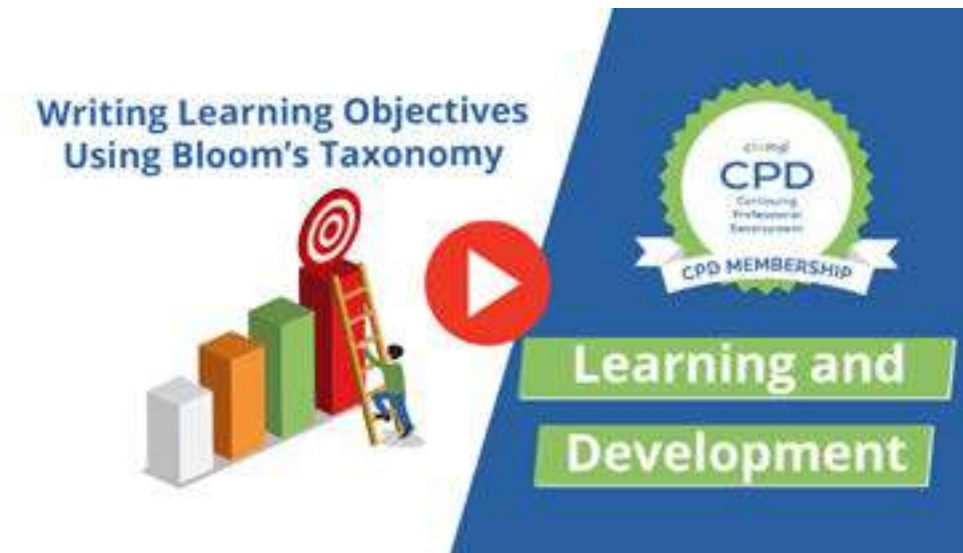 Writing Learning Objectives
Using Bloom's Taxonomy
CPD
Continuing
Professional
Development
CPD MEMBERSHIP
Learning and
Development